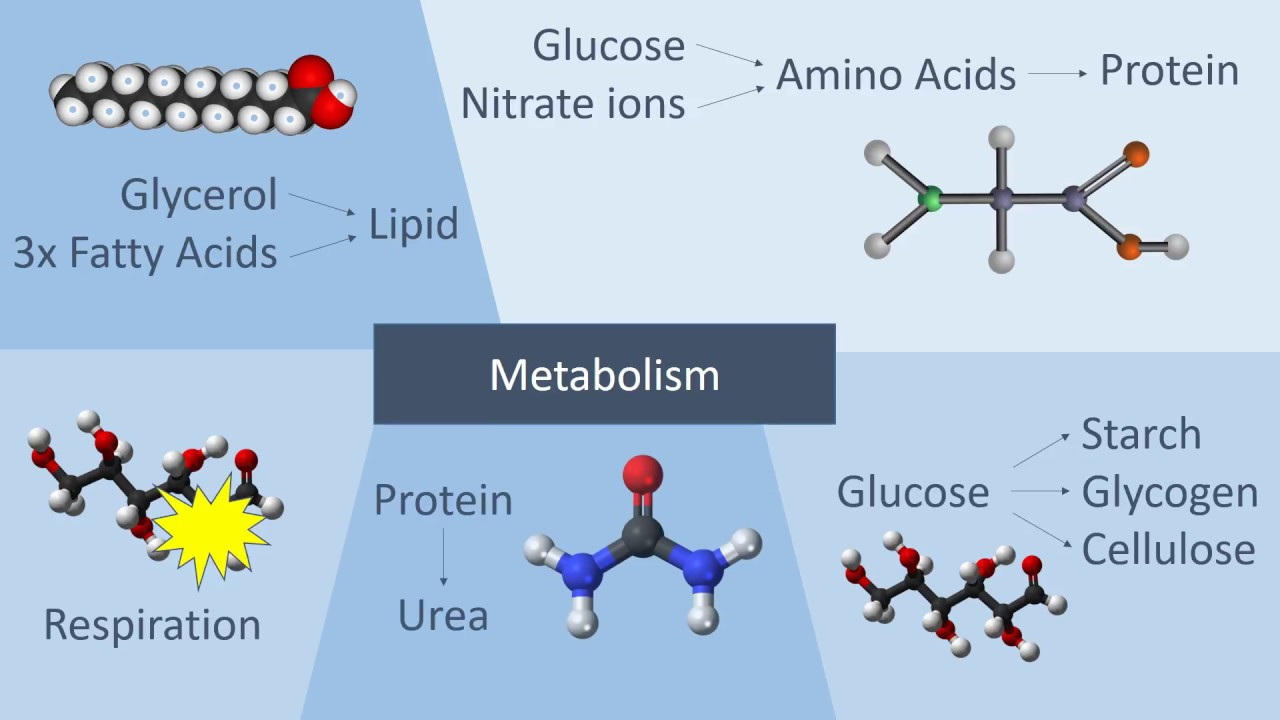 Glucose
Nitrate ions
Amino Acids
Protein
Glycerol
3x Fatty Acids
Lipid
Metabolism
Respiration
Protein
Urea
Glucose
Starch
Glycogen
Cellulose